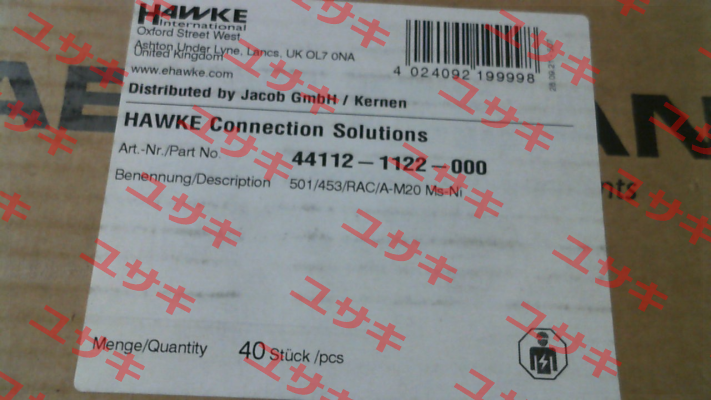 HAWKE
International
Oxford Street West
Ashton Under Lyne, Lancs, UK OL7 0NA
United Kingdom
www.ehawke.com
4 024092 199998
Distributed by Jacob GmbH / Kernen
HAWKE Connection Solutions
Art.-Nr./Part No. 44112-1122-000
Benennung/Description 501/453/RAC/A-M20 Ms-Ni
Menge/Quantity 40 Stück /pcs
ユサキ